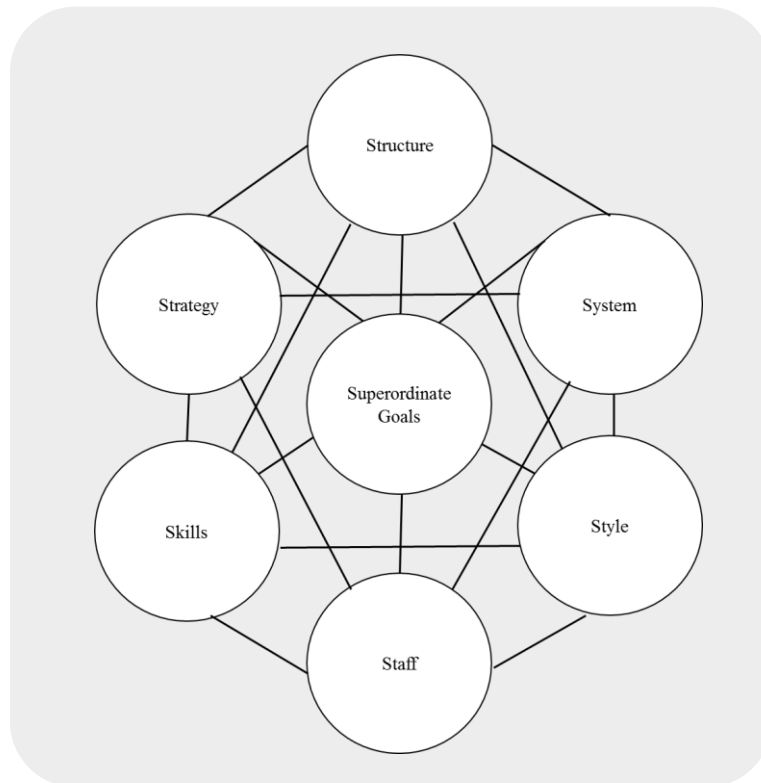 Structure
Strategy
System
Superordinate
Goals
Skills
Style
Staff